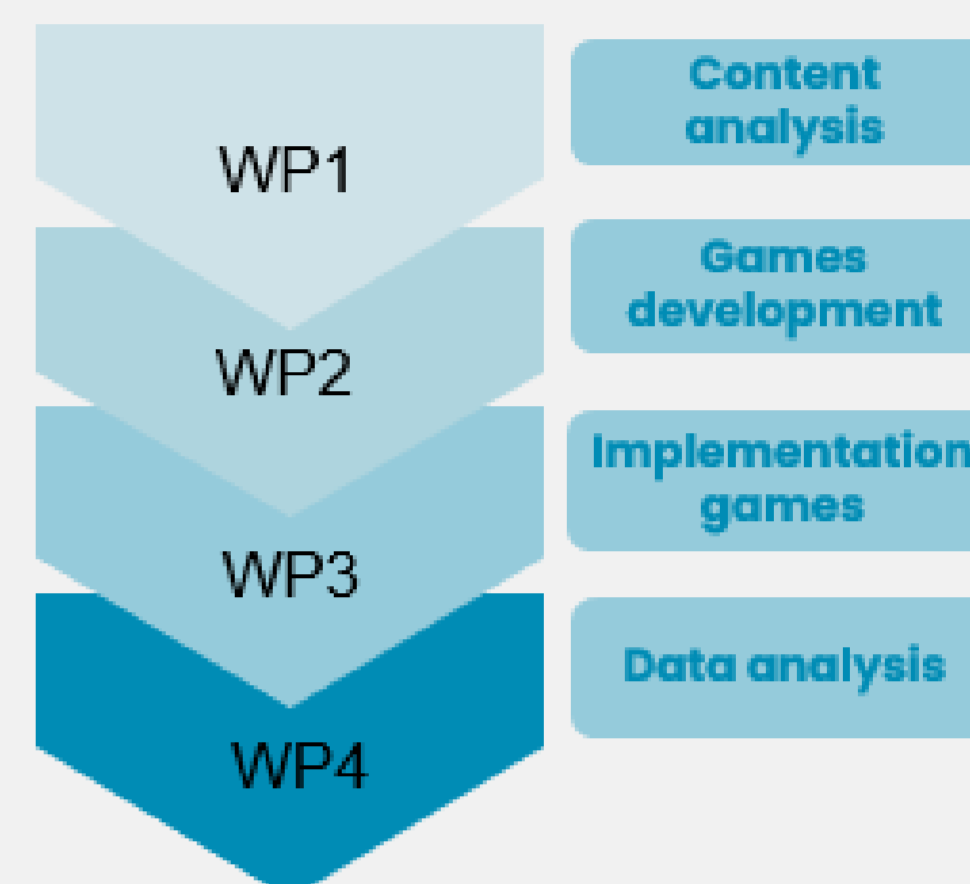 WP1
Content
analysis
WP2
Games
development
WP3
Implementation
games
WP4
Data analysis